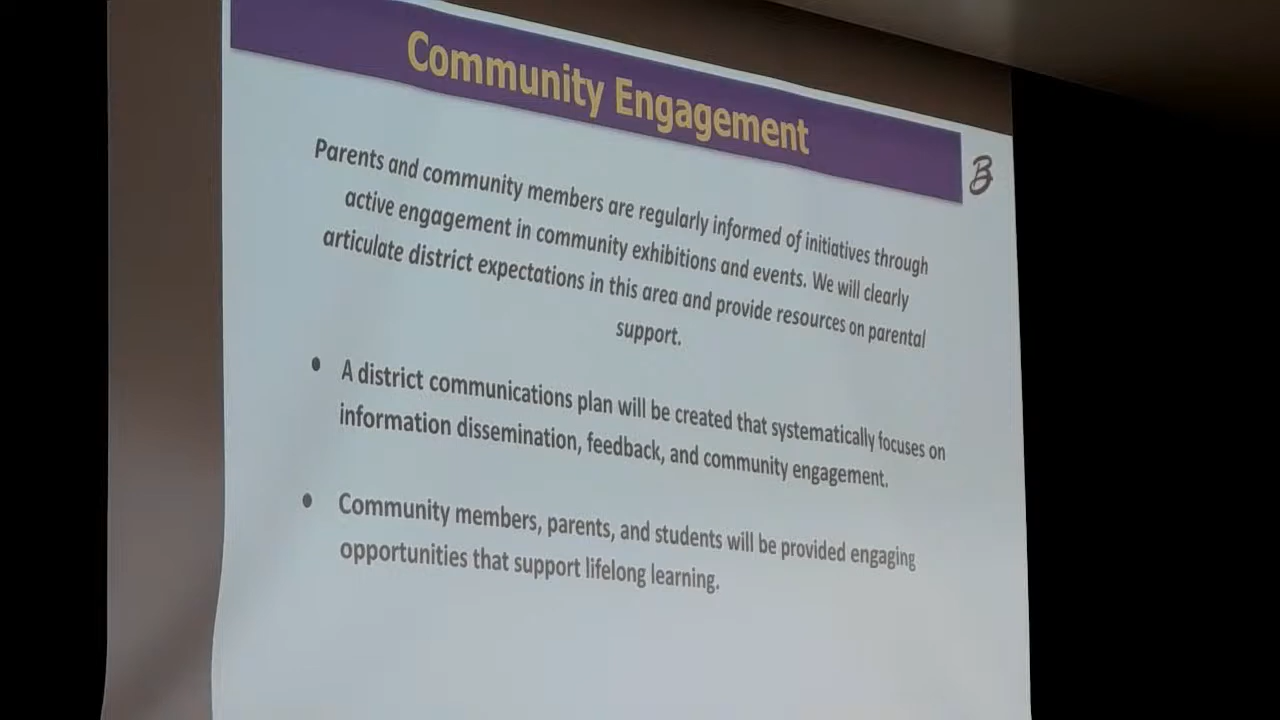 Community Engagement
B
Parents and community members are regularly informed of initiatives through
active engagement in community exhibitions and events. We will clearly
articulate district expectations in this area and provide resources on parental
support.
• A district communications plan will be created that systematically focuses on
information dissemination, feedback, and community engagement.
• Community members, parents, and students will be provided engaging
opportunities that support lifelong learning.